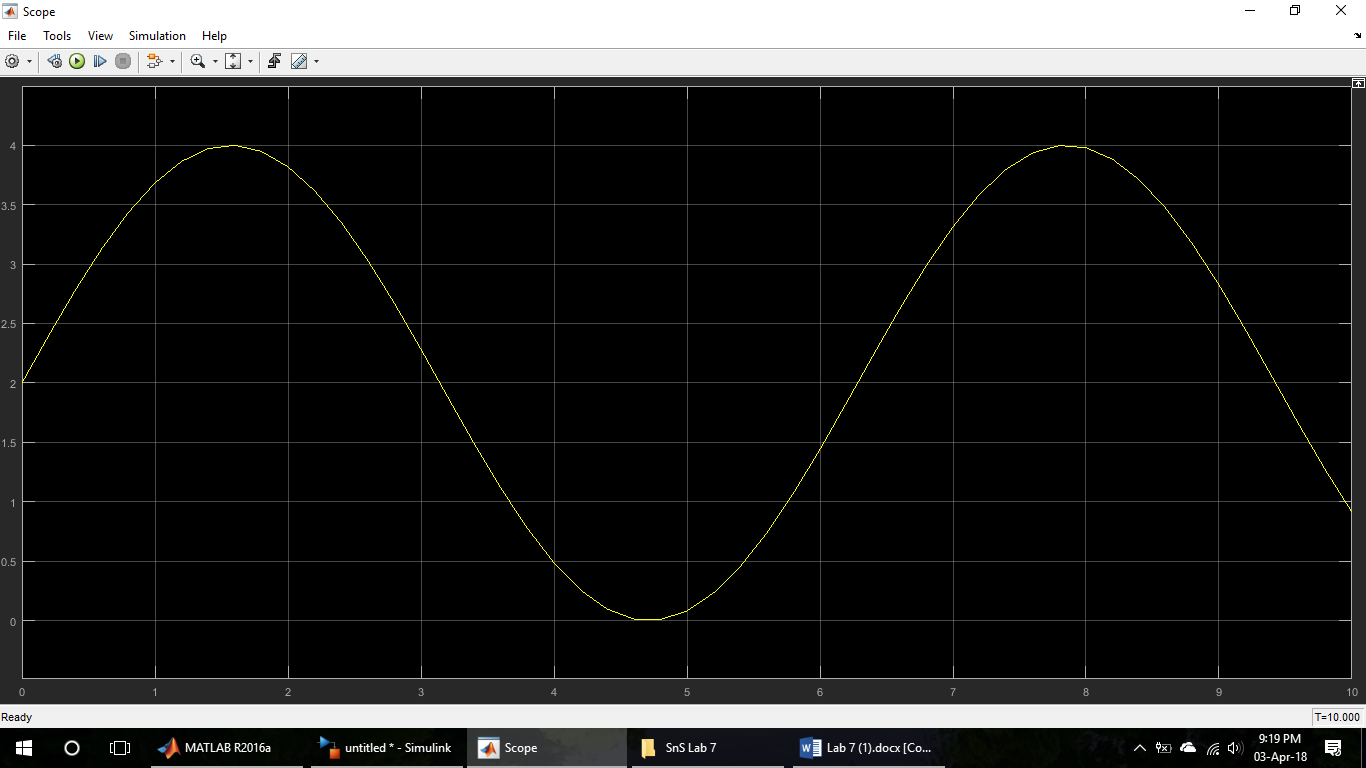 Scope
File Tools View Simulation Help
4
3.5
3
2.5
2
1.5
1
0.5
0
0 1 2 3 4 5 6 7 8 9 10
Ready T=10.000
MATLAB R2016a untitled * - Simulink Scope SnS Lab 7 Lab 7 (1).docx [Co... 9:19 PM
03-Apr-18